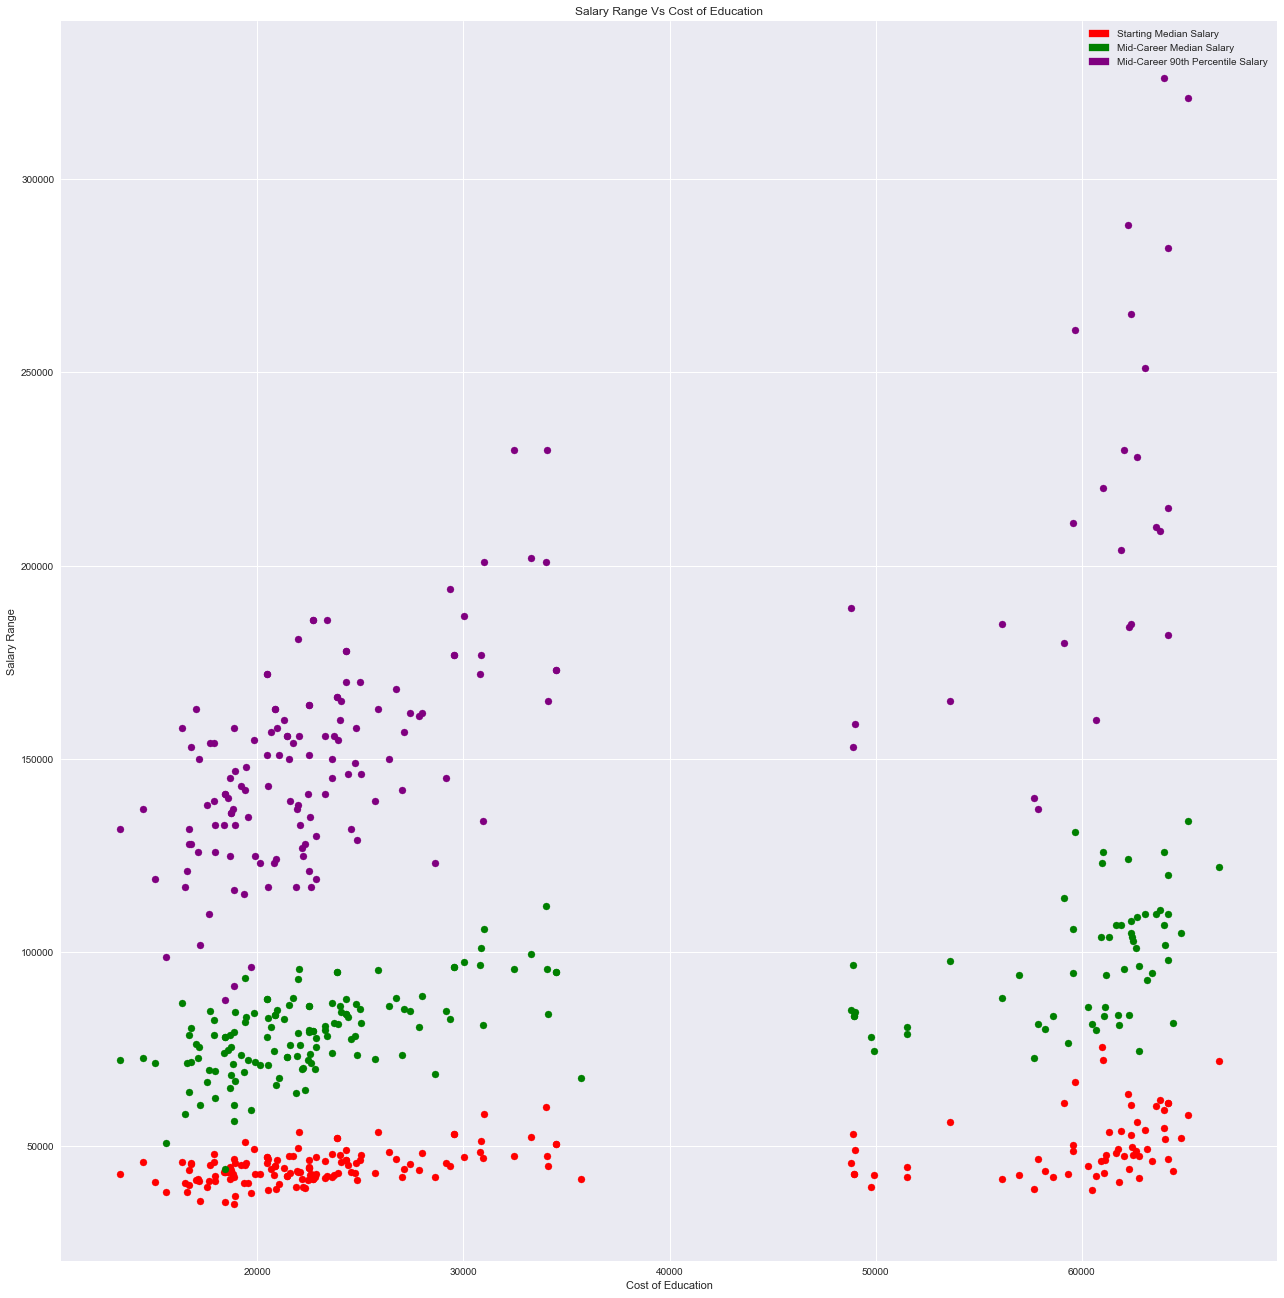 Salary Range Vs Cost of Education
Starting Median Salary
Mid-Career Median Salary
Mid-Career 90th Percentile Salary
300000
250000
200000
150000
100000
50000
Salary Range
20000 30000 40000 50000 60000
Cost of Education